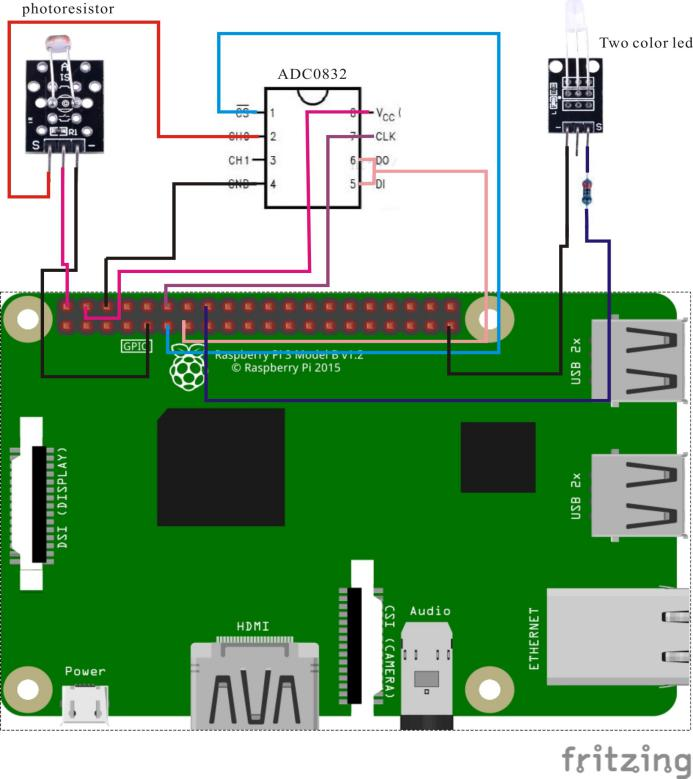 photoresistor
Two color led
ADC0832
S
R1
-
-
S
CS
1
8
VCC (
CH0
2
7
CLK
CH1
3
6
DO
GND
4
5
DI
GPIO
Raspberry Pi 3 Model B v1.2
© Raspberry Pi 2015
USB 2x
USB 2x
DSI (DISPLAY)
CSI (CAMERA)
Audio
ETHERNET
HDMI
Power
fritzing